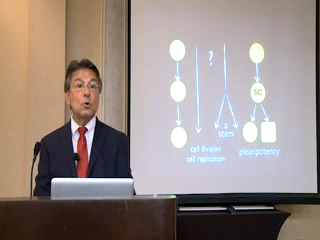 ?
SC
a
stem
cell division
cell replication
pleuripotency